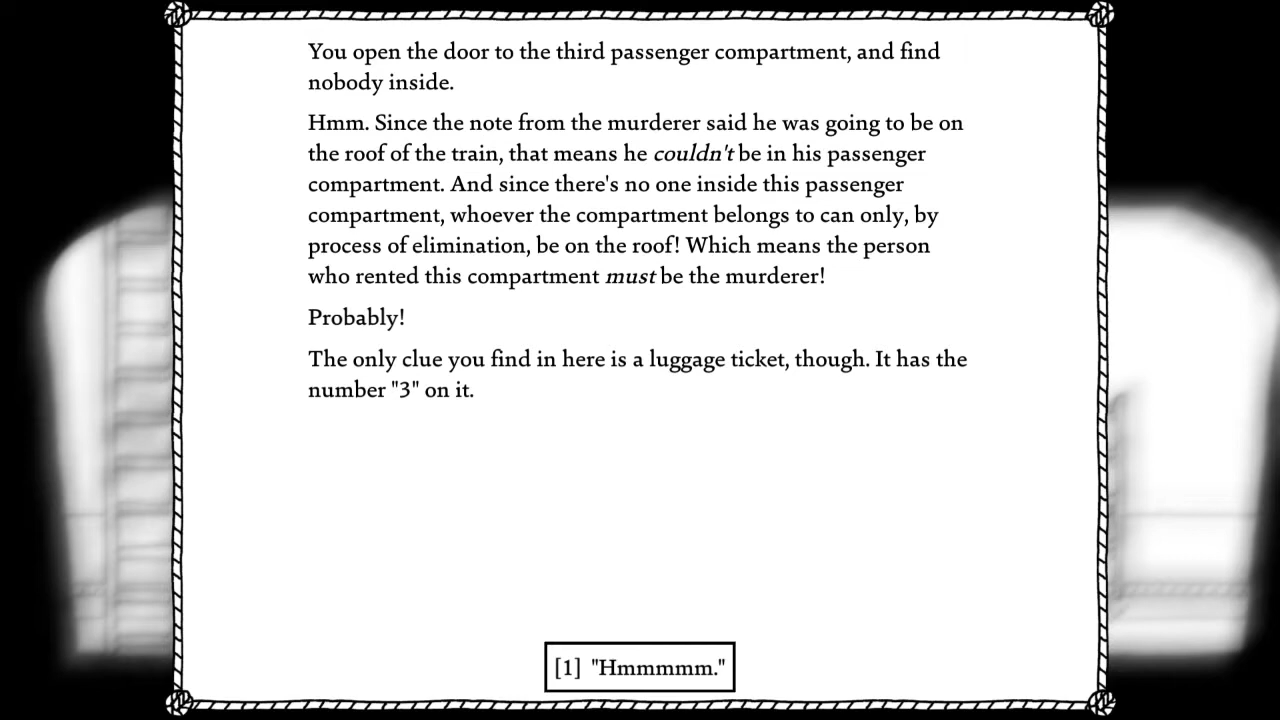 You open the door to the third passenger compartment, and find
nobody inside.
Hmm. Since the note from the murderer said he was going to be on
the roof of the train, that means he couldn't be in his passenger
compartment. And since there's no one inside this passenger
compartment, whoever the compartment belongs to can only, by
process of elimination, be on the roof! Which means the person
who rented this compartment must be the murderer!
Probably!
The only clue you find in here is a luggage ticket, though. It has the
number "3" on it.
[1] "Hmmmmm."